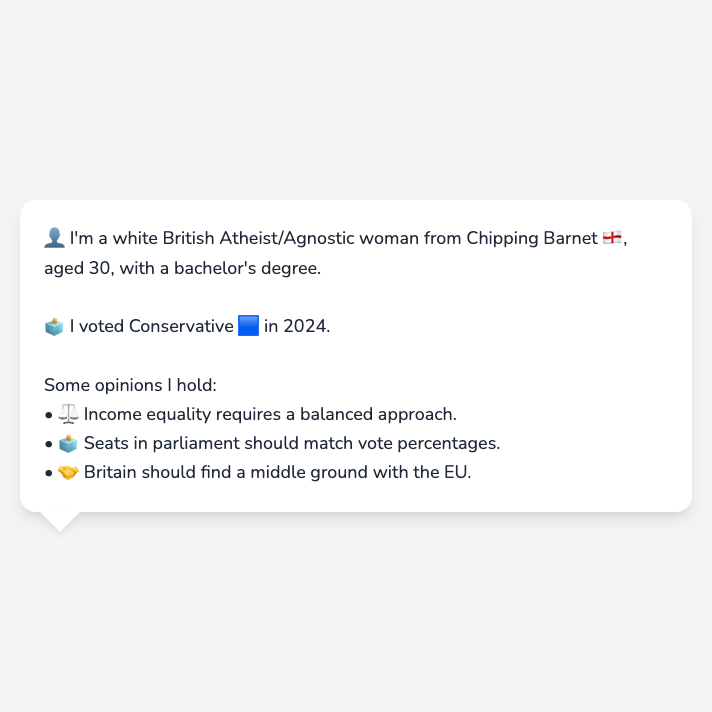 👤 I'm a white British Atheist/Agnostic woman from Chipping Barnet 🏴󠁧󠁢󠁥󠁮󠁧󠁿,
aged 30, with a bachelor's degree.
🗳️ I voted Conservative 🟦 in 2024.
Some opinions I hold:
• ⚖️ Income equality requires a balanced approach.
• 🗳️ Seats in parliament should match vote percentages.
• 🤝 Britain should find a middle ground with the EU.